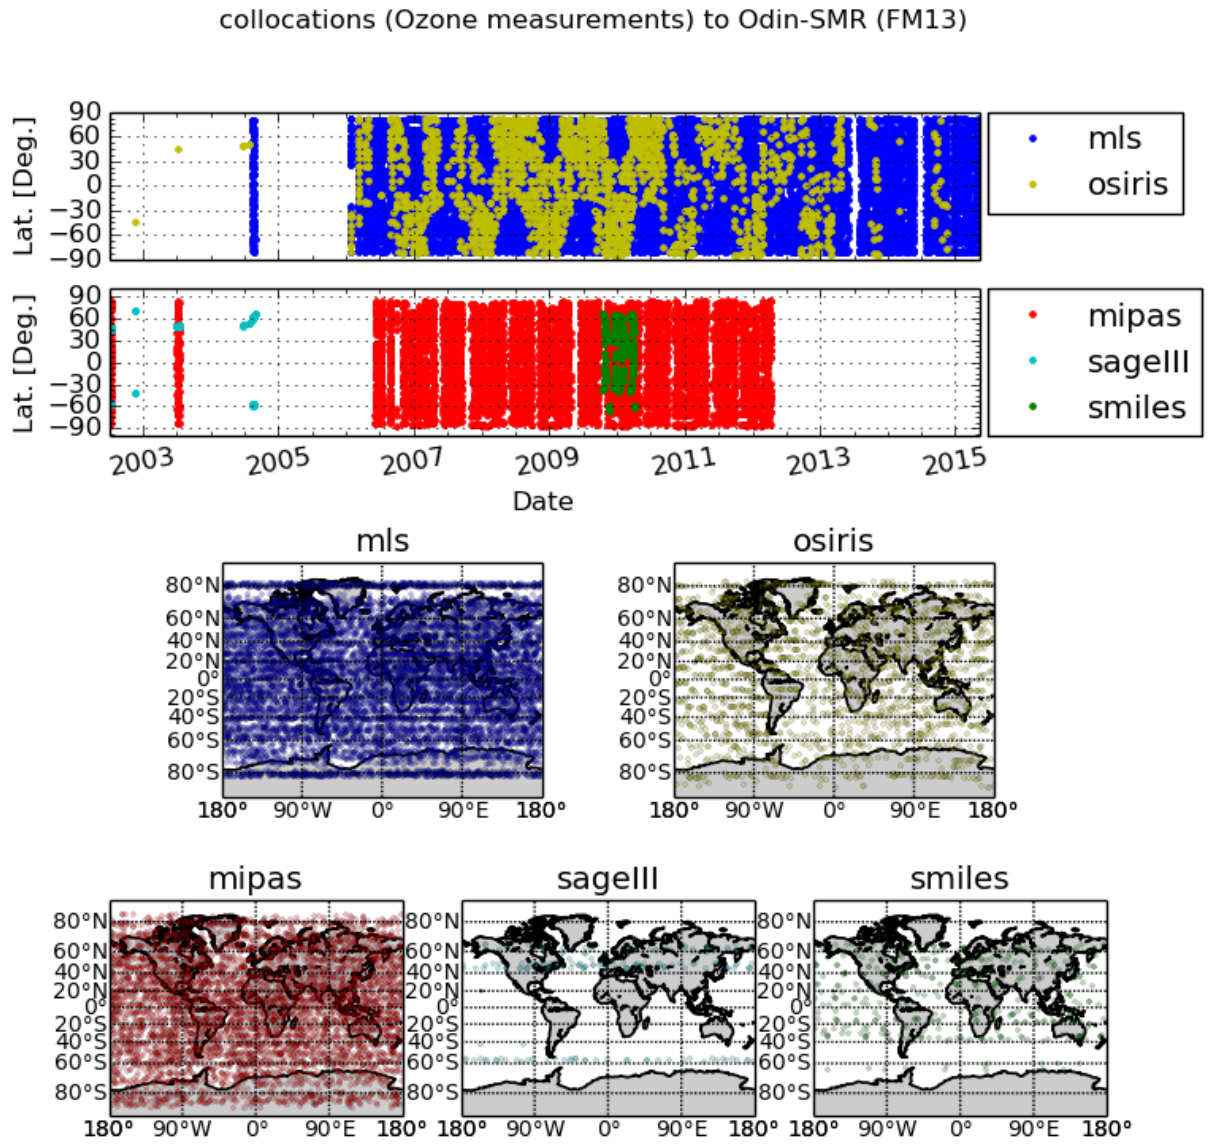 collocations (Ozone measurements) to Odin-SMR (FM13)
90
60
30
0
−30
−60
−90
Lat. [Deg.]
mls
osiris
90
60
30
0
−30
−60
−90
Lat. [Deg.]
mipas
sageIII
smiles
2003 2005 2007 2009 2011 2013 2015
Date
mls
80°N
60°N
40°N
20°N
0°
20°S
40°S
60°S
80°S
180° 90°W 0° 90°E 180°
osiris
80°N
60°N
40°N
20°N
0°
20°S
40°S
60°S
80°S
180° 90°W 0° 90°E 180°
mipas
80°N
60°N
40°N
20°N
0°
20°S
40°S
60°S
80°S
180° 90°W 0° 90°E 180°
sageIII
80°N
60°N
40°N
20°N
0°
20°S
40°S
60°S
80°S
180° 90°W 0° 90°E 180°
smiles
80°N
60°N
40°N
20°N
0°
20°S
40°S
60°S
80°S
180° 90°W 0° 90°E 180°